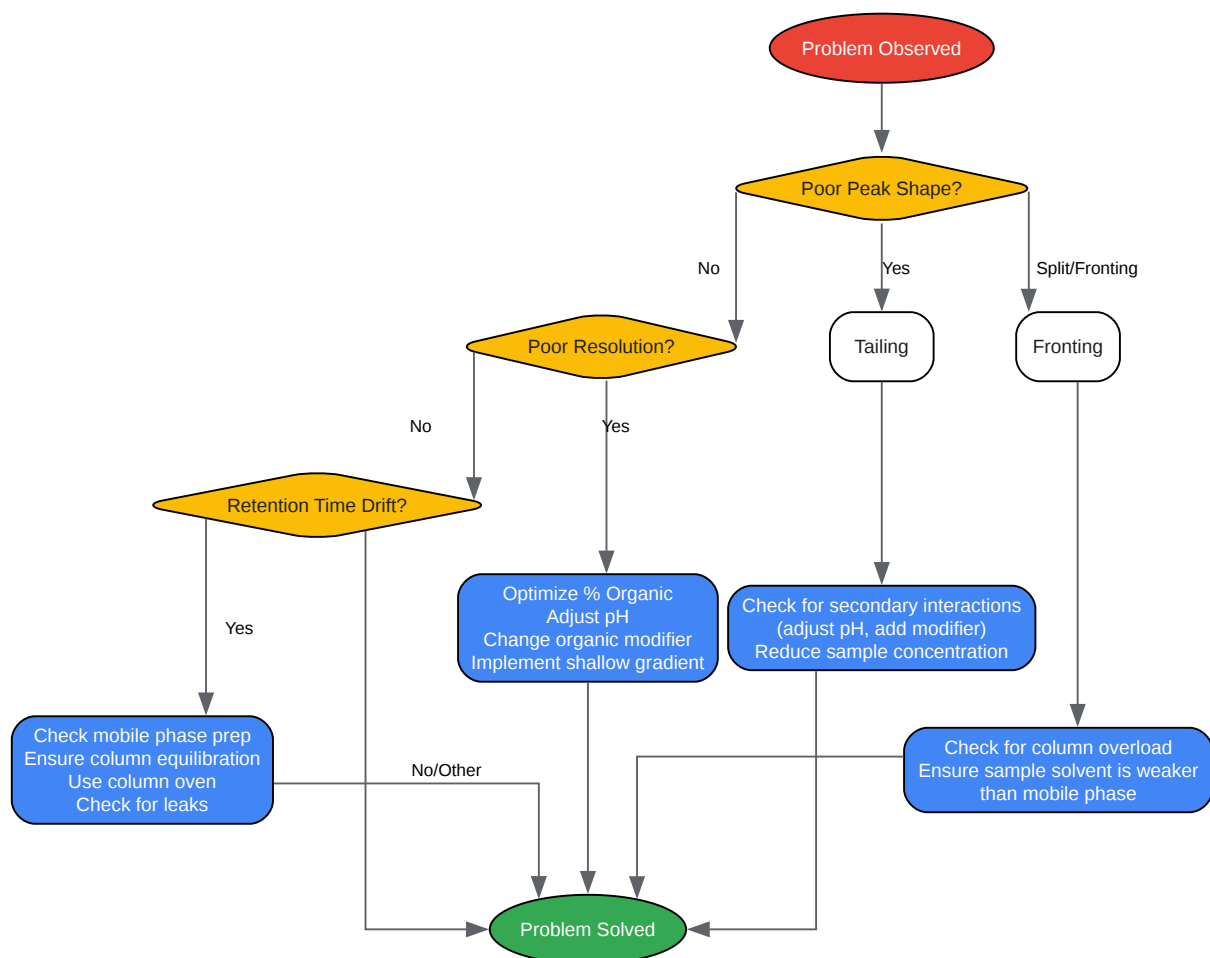 Problem Observed
Poor Peak Shape?
No
Yes
Split/Fronting
Poor Resolution?
Tailing
Fronting
No
Yes
Retention Time Drift?
Yes
Optimize % Organic
Adjust pH
Change organic modifier
Implement shallow gradient
Check for secondary interactions
(adjust pH, add modifier)
Reduce sample concentration
Check mobile phase prep
Ensure column equilibration
Use column oven
Check for leaks
No/Other
Check for column overload
Ensure sample solvent is weaker
than mobile phase
Problem Solved